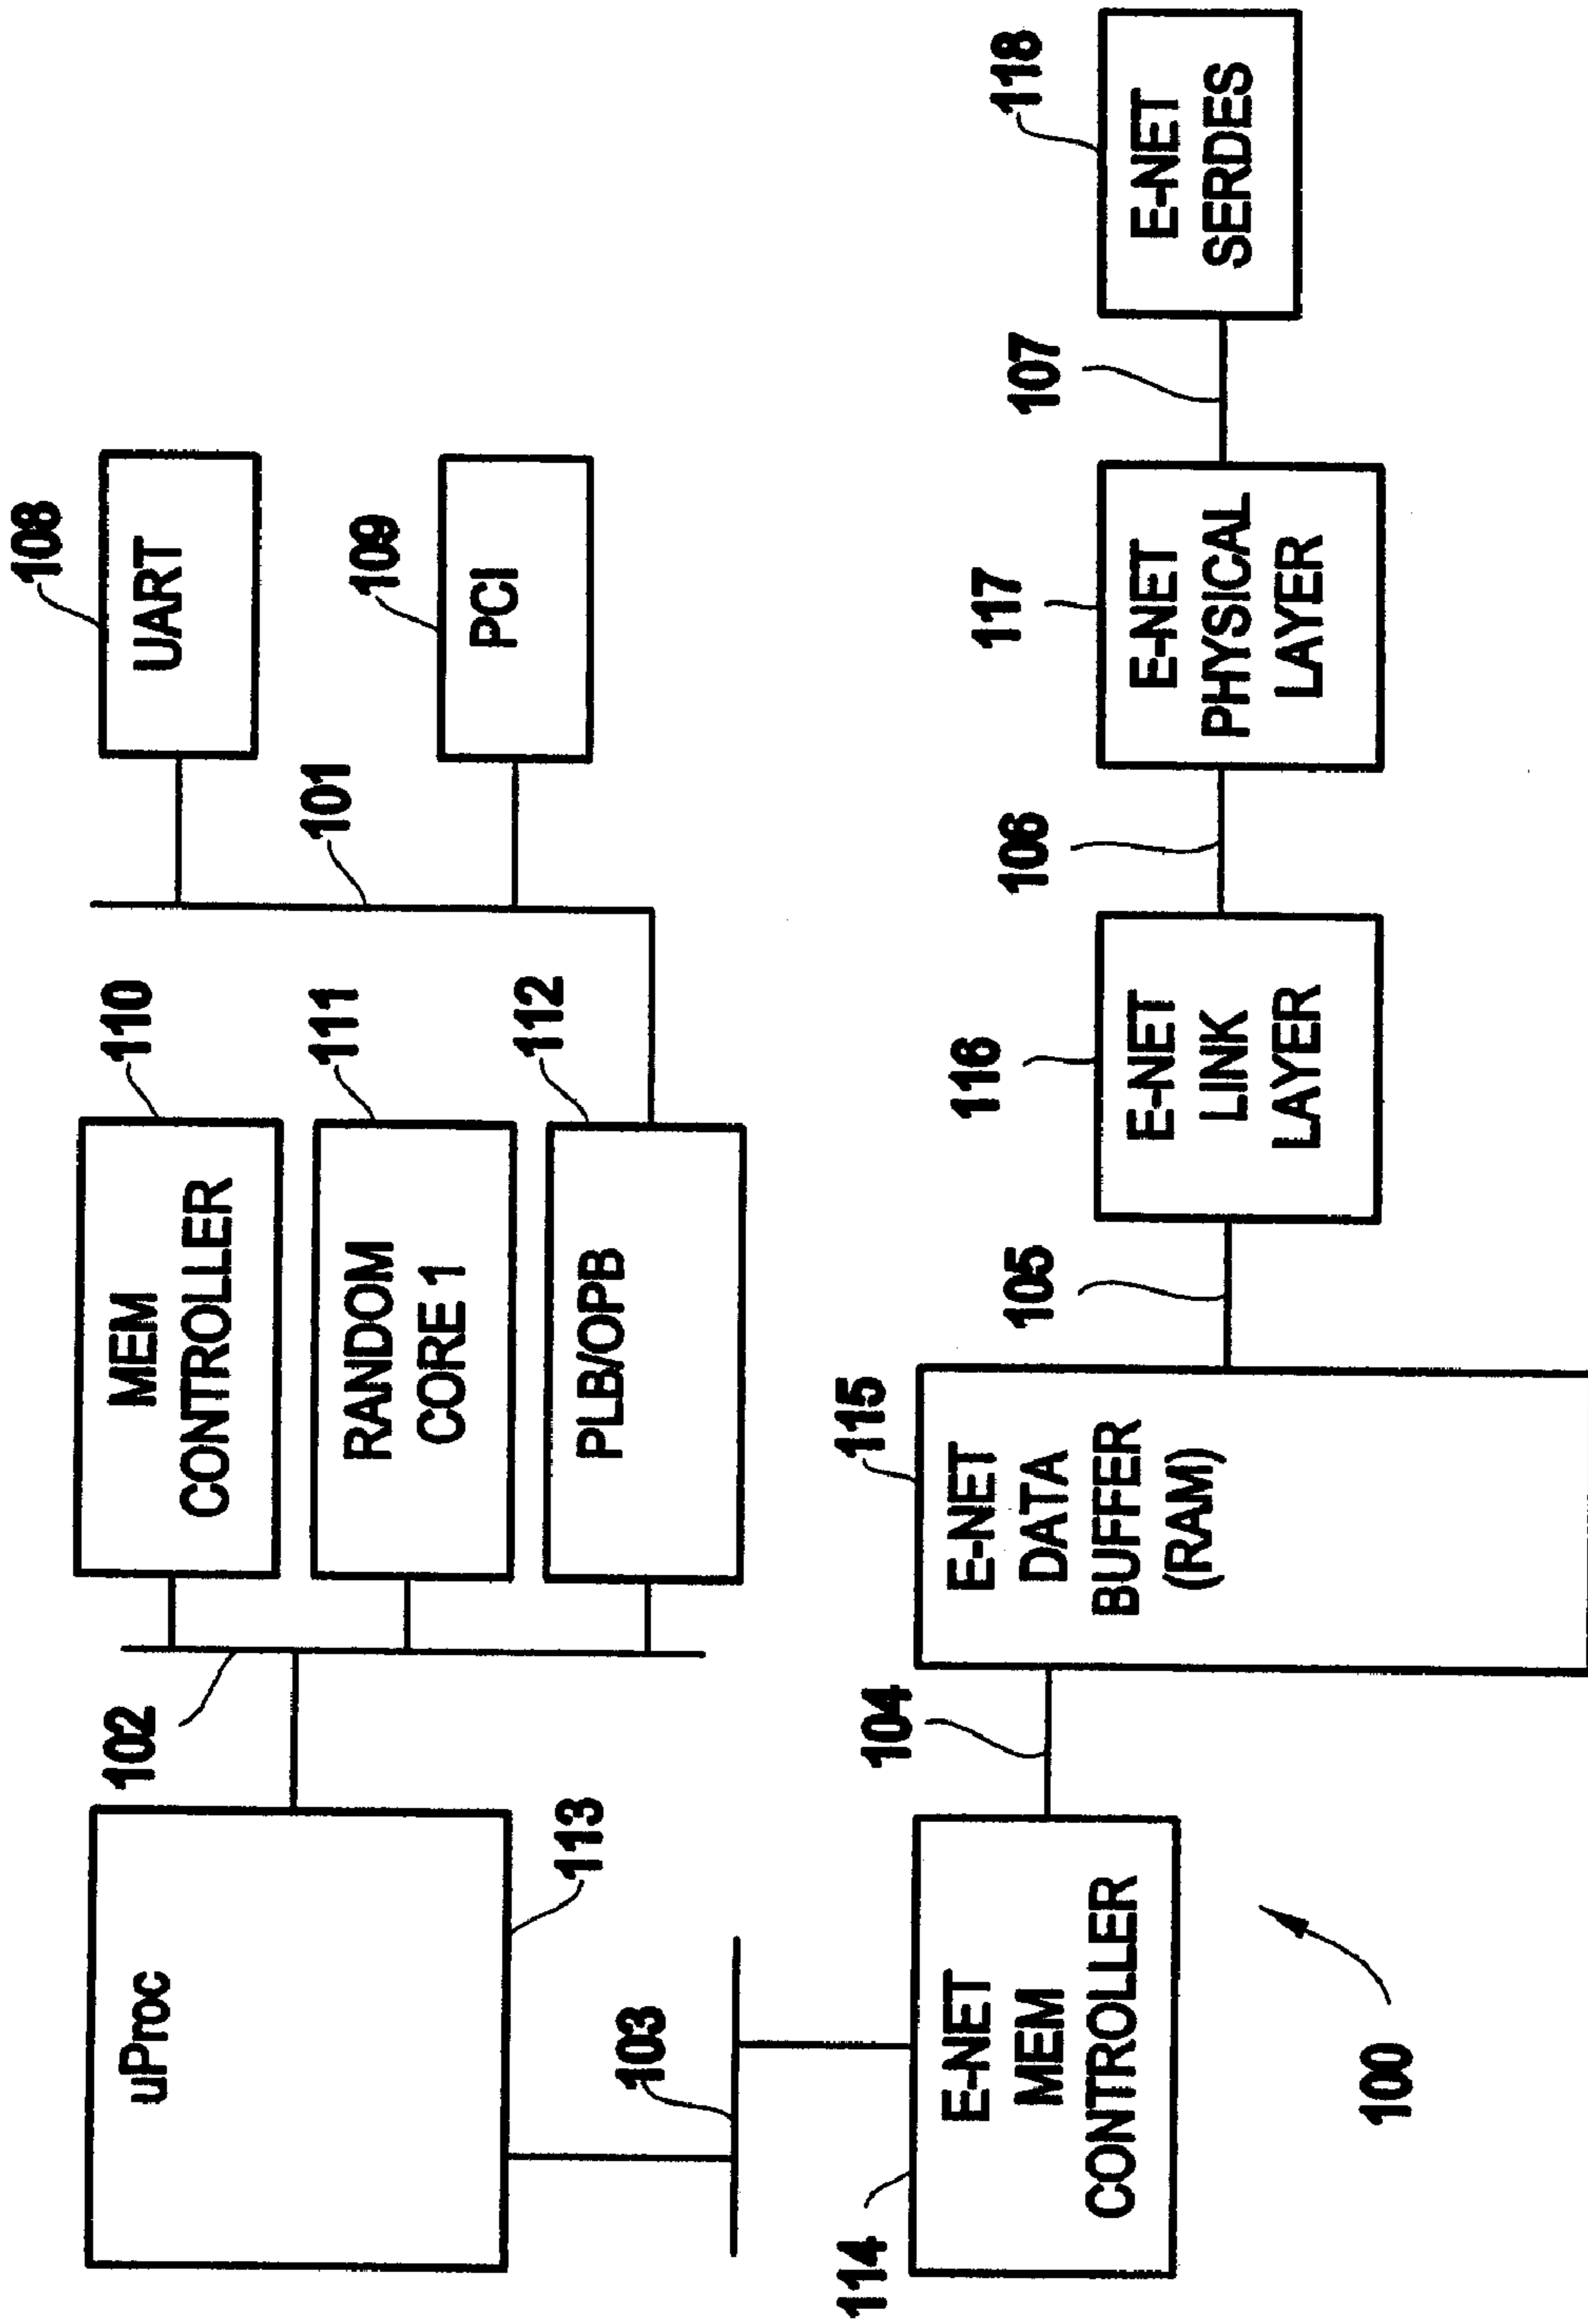 108
UART
109
PCI
101
110
MEM
CONTROLLER
111
RANDOM
CORE 1
112
PLB/OPB
102
uProc
113
103
114
E-NET
MEM
CONTROLLER
104
115
E-NET
DATA
BUFFER
(RAM)
105
116
E-NET
LINK
LAYER
106
117
E-NET
PHYSICAL
LAYER
107
118
E-NET
SERDES
100